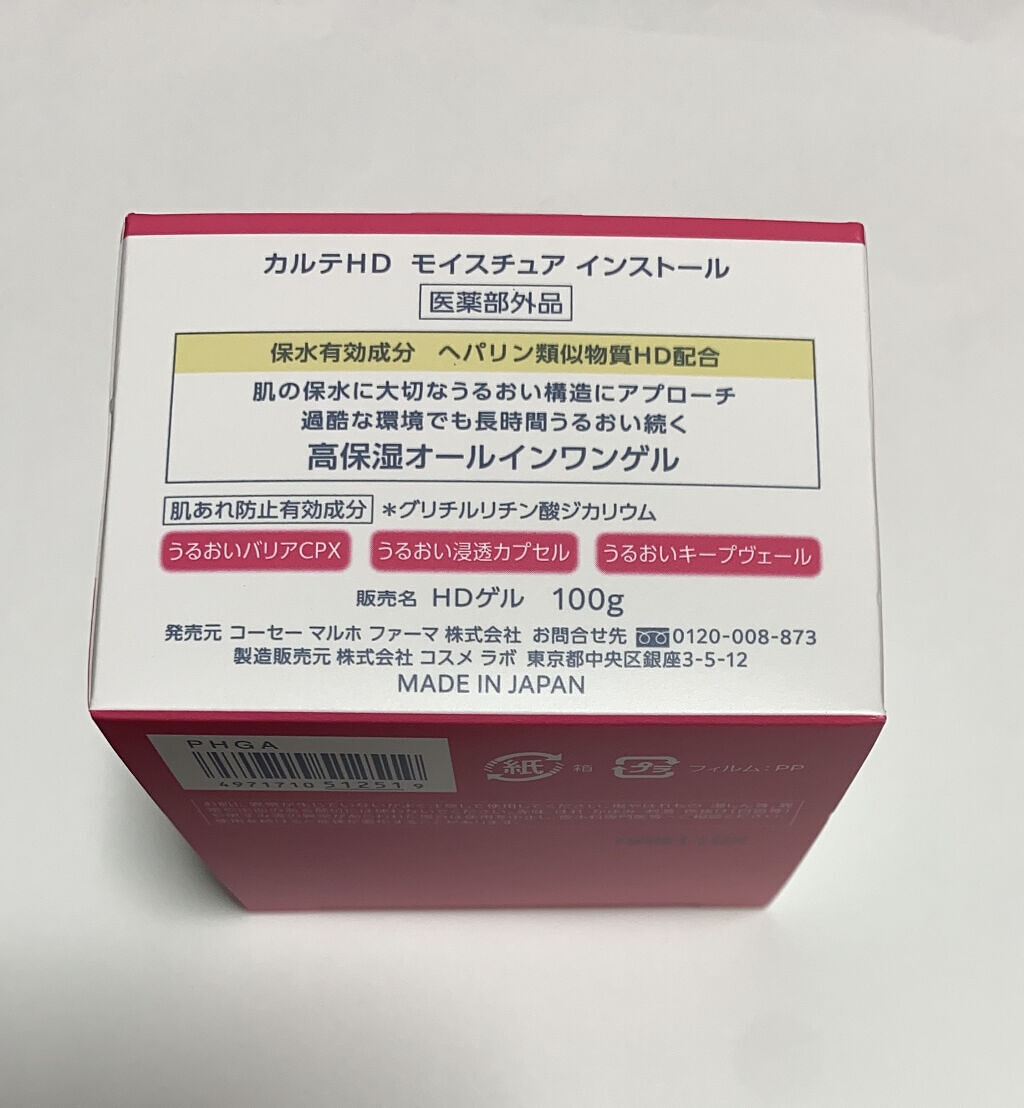 カルテHD モイスチュア インストール
医薬部外品
保水有効成分 ヘパリン類似物質HD配合
肌の保水に大切なうるおい構造にアプローチ
過酷な環境でも長時間うるおい続く
高保湿オールインワンゲル
肌あれ防止有効成分 *グリチルリチン酸ジカリウム
うるおいバリアCPX うるおい浸透カプセル うるおいキープヴェール
販売名 HDゲル 100g
発売元 コーセー マルホ ファーマ 株式会社 お問合せ先 0120-008-873
製造販売元 株式会社 コスメ ラボ 東京都中央区銀座3-5-12
MADE IN JAPAN
PHGA
4971710 512519
紙 箱 プラ フィルム:PP